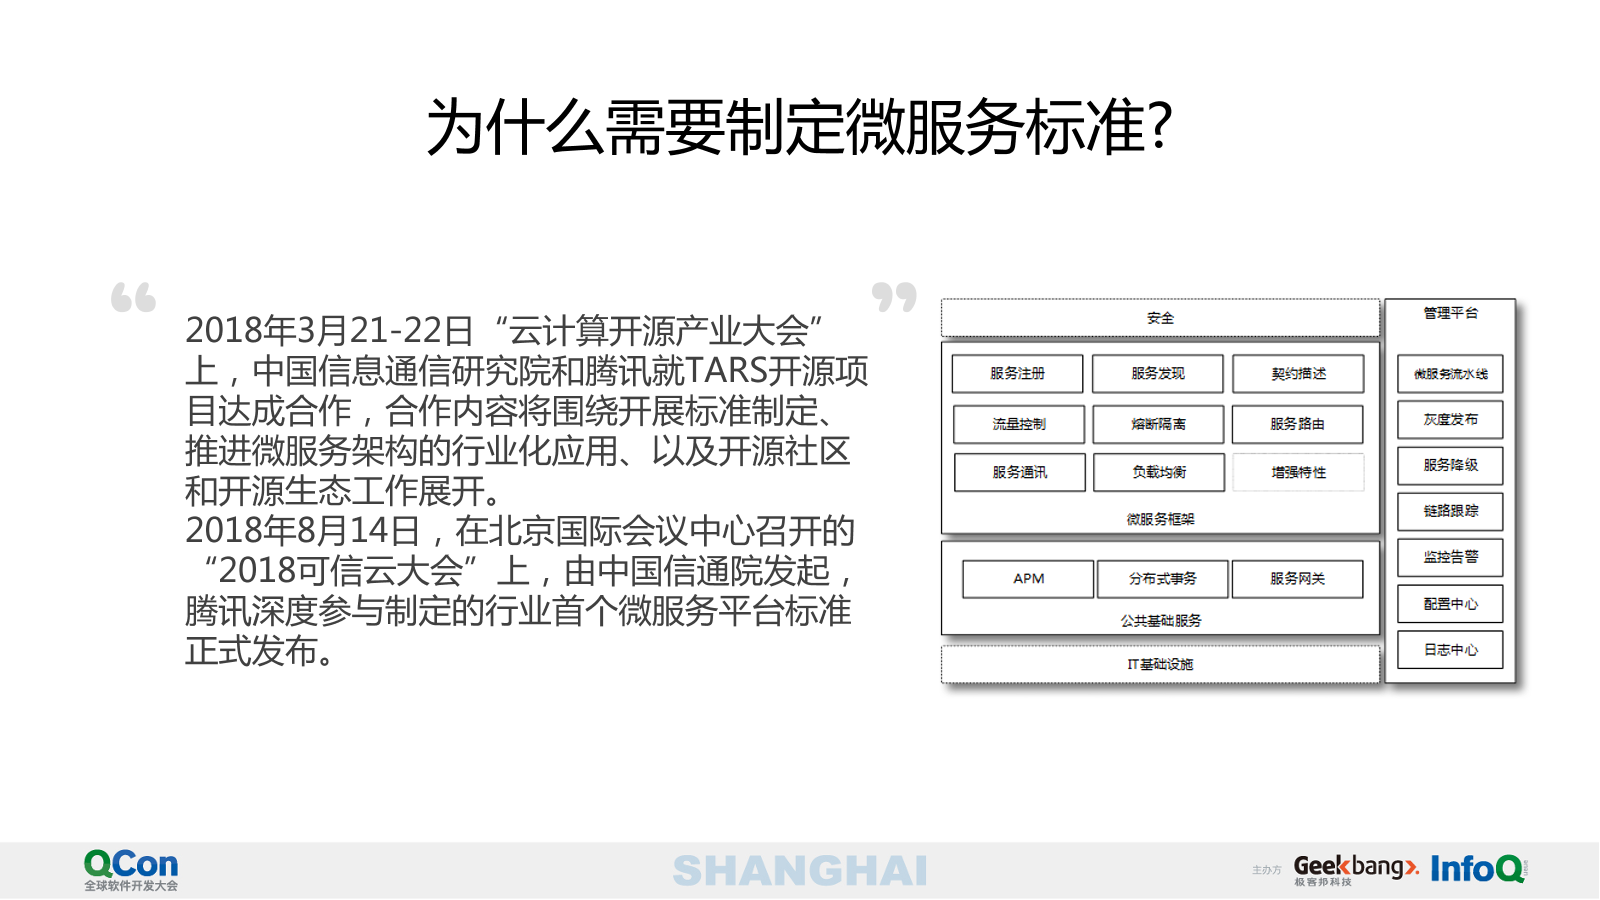 为什么需要制定微服务标准?
“ ”
2018年3月21-22日“云计算开源产业大会”
上，中国信息通信研究院和腾讯就TARS开源项
目达成合作，合作内容将围绕开展标准制定、
推进微服务架构的行业化应用、以及开源社区
和开源生态工作展开。
2018年8月14日，在北京国际会议中心召开的
“2018可信云大会”上，由中国信通院发起，
腾讯深度参与制定的行业首个微服务平台标准
正式发布。
安全
服务注册 服务发现 契约描述
流量控制 熔断隔离 服务路由
服务通讯 负载均衡 增强特性
微服务框架
APM 分布式事务 服务网关
公共基础服务
IT基础设施
管理平台
微服务流水线
灰度发布
服务降级
链路跟踪
监控告警
配置中心
日志中心
QCon
全球软件开发大会
SHANGHAI
主办方
Geekbang
极客邦科技
InfoQ